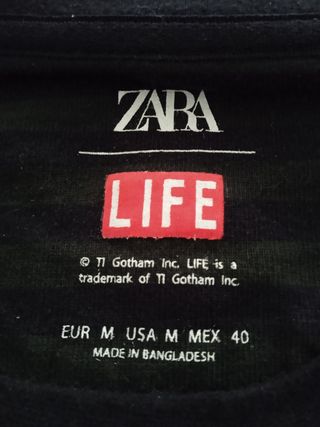 ZARA
LIFE
© TI Gotham Inc. LIFE is a
trademark of TI Gotham Inc.
EUR M USA M MEX 40
MADE IN BANGLADESH